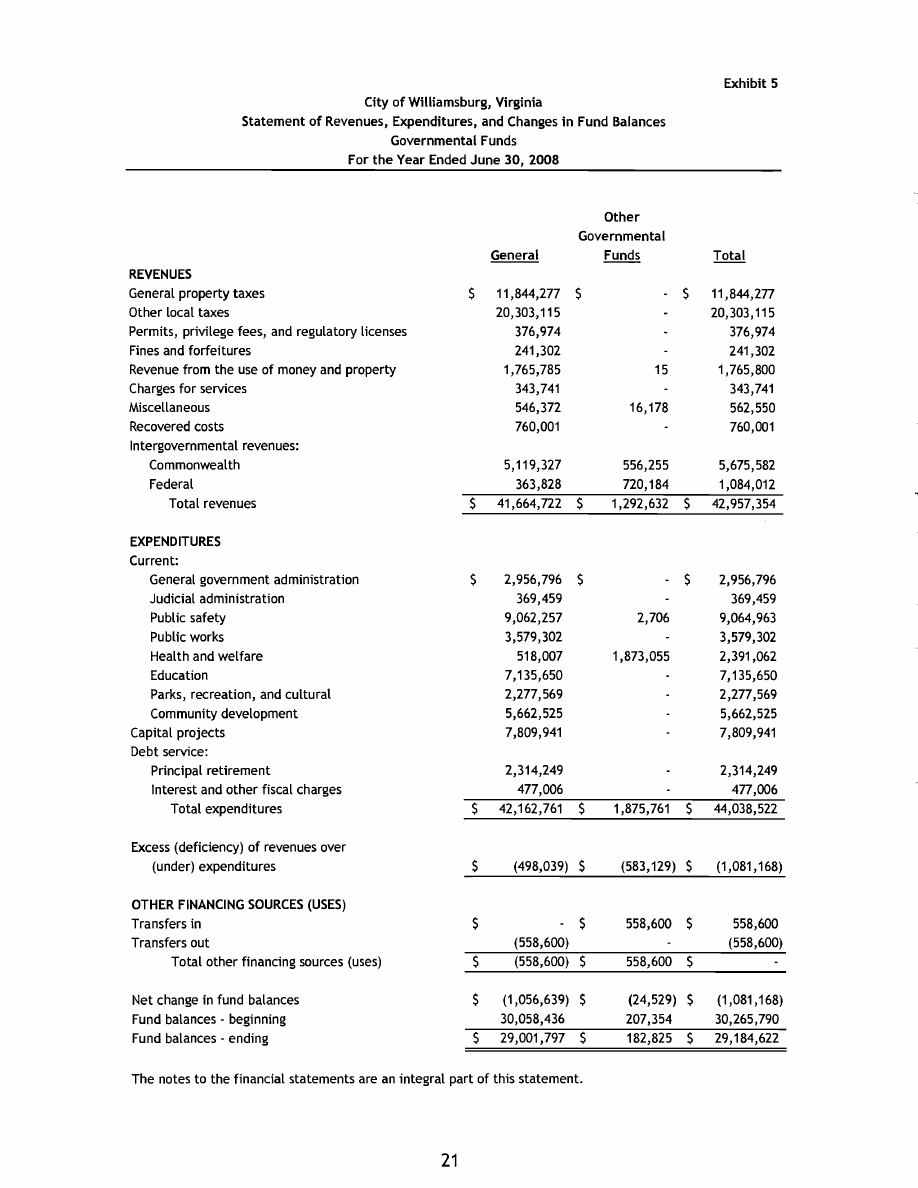 Exhibit 5
City of Williamsburg, Virginia
Statement of Revenues, Expenditures, and Changes in Fund Balances
Governmental Funds
For the Year Ended June 30, 2008
Other
Governmental
General Funds Total
REVENUES
General property taxes $ 11,844,277 $ - $ 11,844,277
Other local taxes 20,303,115 - 20,303,115
Permits, privilege fees, and regulatory licenses 376,974 - 376,974
Fines and forfeitures 241,302 - 241,302
Revenue from the use of money and property 1,765,785 15 1,765,800
Charges for services 343,741 - 343,741
Miscellaneous 546,372 16,178 562,550
Recovered costs 760,001 - 760,001
Intergovernmental revenues:
Commonwealth 5,119,327 556,255 5,675,582
Federal 363,828 720,184 1,084,012
Total revenues $ 41,664,722 $ 1,292,632 $ 42,957,354
EXPENDITURES
Current:
General government administration $ 2,956,796 $ - $ 2,956,796
Judicial administration 369,459 - 369,459
Public safety 9,062,257 2,706 9,064,963
Public works 3,579,302 - 3,579,302
Health and welfare 518,007 1,873,055 2,391,062
Education 7,135,650 - 7,135,650
Parks, recreation, and cultural 2,277,569 - 2,277,569
Community development 5,662,525 - 5,662,525
Capital projects 7,809,941 - 7,809,941
Debt service:
Principal retirement 2,314,249 - 2,314,249
Interest and other fiscal charges 477,006 - 477,006
Total expenditures $ 42,162,761 $ 1,875,761 $ 44,038,522
Excess (deficiency) of revenues over
(under) expenditures $ (498,039) $ (583,129) $ (1,081,168)
OTHER FINANCING SOURCES (USES)
Transfers in $ - $ 558,600 $ 558,600
Transfers out (558,600) - (558,600)
Total other financing sources (uses) $ (558,600) $ 558,600 $ -
Net change in fund balances $ (1,056,639) $ (24,529) $ (1,081,168)
Fund balances - beginning 30,058,436 207,354 30,265,790
Fund balances - ending $ 29,001,797 $ 182,825 $ 29,184,622
The notes to the financial statements are an integral part of this statement.
21